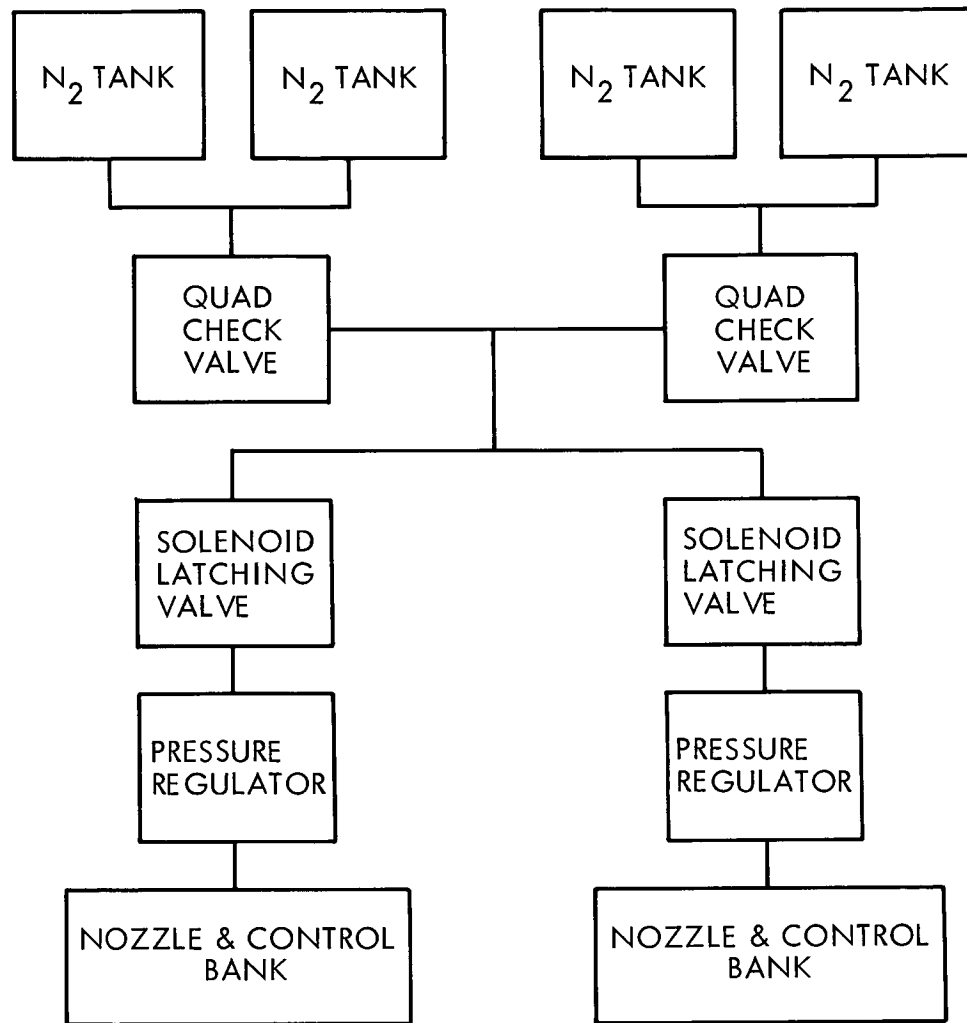 N2 TANK
N2 TANK
N2 TANK
N2 TANK
QUAD
CHECK
VALVE
QUAD
CHECK
VALVE
SOLENOID
LATCHING
VALVE
SOLENOID
LATCHING
VALVE
PRESSURE
REGULATOR
PRESSURE
REGULATOR
NOZZLE & CONTROL
BANK
NOZZLE & CONTROL
BANK